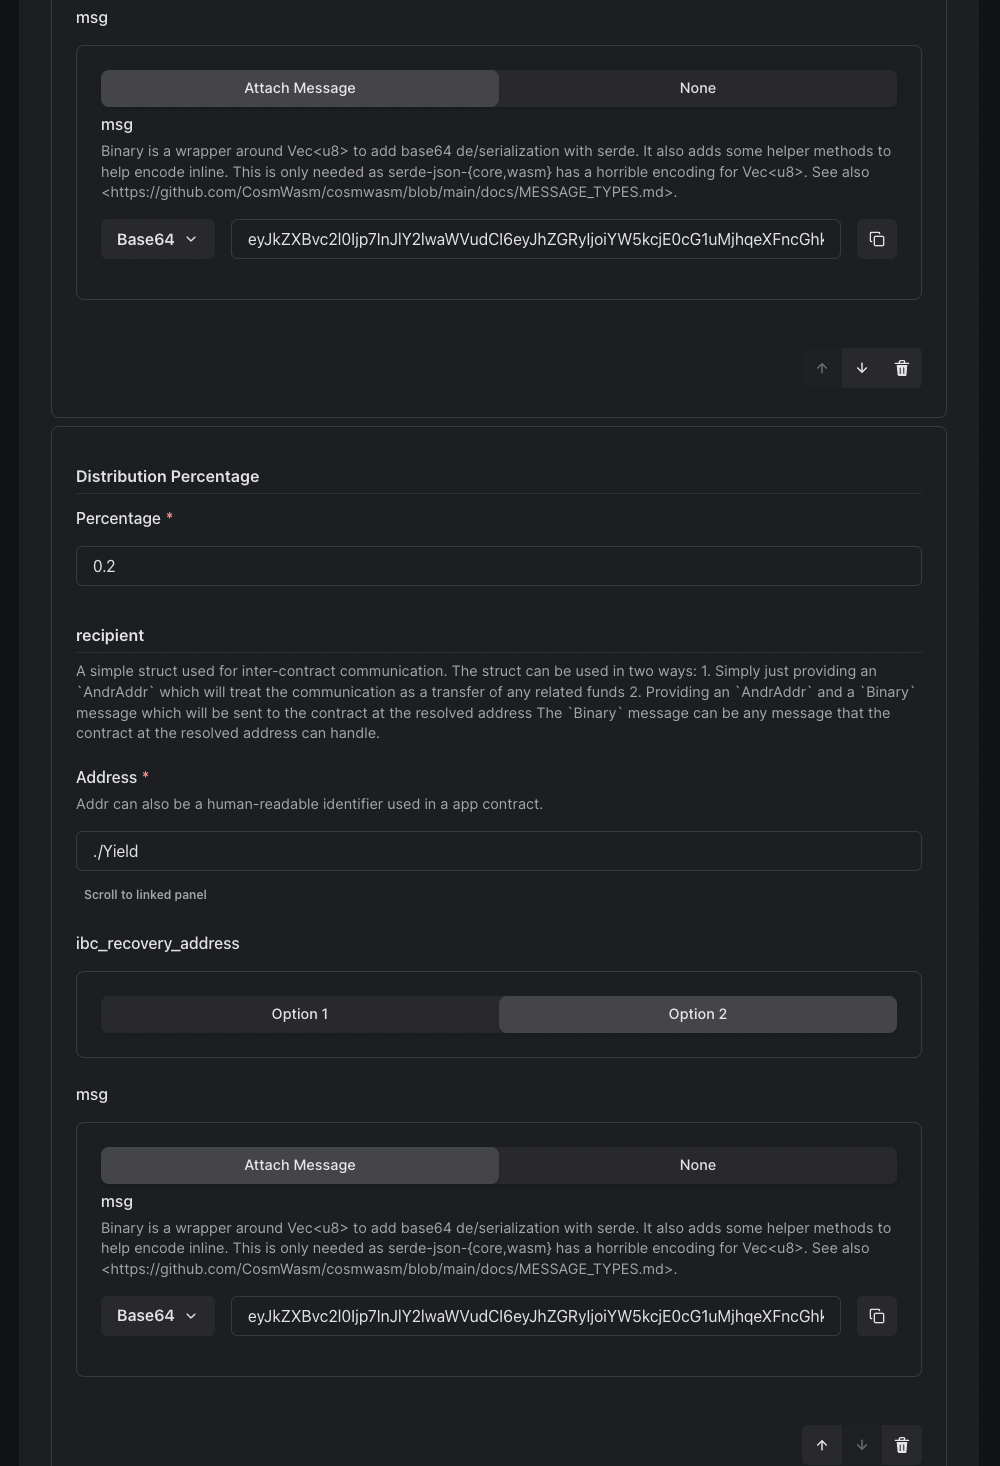 msg
Attach Message
None
msg
Binary is a wrapper around Vec<u8> to add base64 de/serialization with serde. It also adds some helper methods to
help encode inline. This is only needed as serde-json-{core,wasm} has a horrible encoding for Vec<u8>. See also
<https://github.com/CosmWasm/cosmwasm/blob/main/docs/MESSAGE_TYPES.md>.
Base64
eyJkZXBvc2l0Ijp7InJlY2lwaWVudCI6eyJhZGRyIjoiYW5kcjE0cG1uMjhqeXFncGhk
Distribution Percentage
Percentage *
0.2
recipient
A simple struct used for inter-contract communication. The struct can be used in two ways: 1. Simply just providing an
`AndrAddr` which will treat the communication as a transfer of any related funds 2. Providing an `AndrAddr` and a `Binary`
message which will be sent to the contract at the resolved address The `Binary` message can be any message that the
contract at the resolved address can handle.
Address *
Addr can also be a human-readable identifier used in a app contract.
./Yield
Scroll to linked panel
ibc_recovery_address
Option 1
Option 2
msg
Attach Message
None
msg
Binary is a wrapper around Vec<u8> to add base64 de/serialization with serde. It also adds some helper methods to
help encode inline. This is only needed as serde-json-{core,wasm} has a horrible encoding for Vec<u8>. See also
<https://github.com/CosmWasm/cosmwasm/blob/main/docs/MESSAGE_TYPES.md>.
Base64
eyJkZXBvc2l0Ijp7InJlY2lwaWVudCI6eyJhZGRyIjoiYW5kcjE0cG1uMjhqeXFncGhk